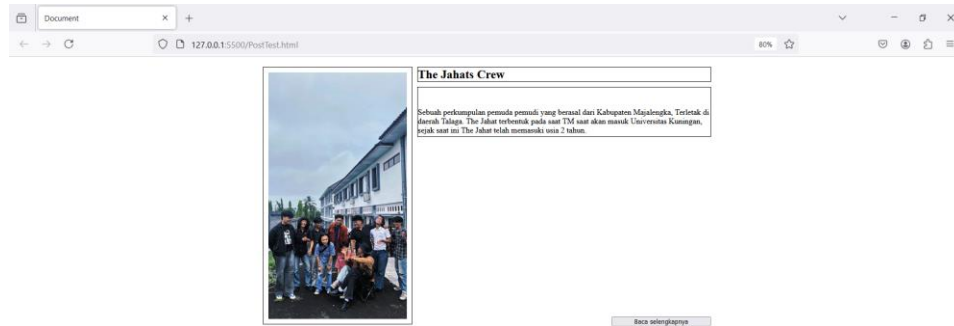 Document
127.0.0.1:5500/PostTest.html
80%
The Jahats Crew
Sebuah perkumpulan pemuda pemudi yang berasal dari Kabupaten Majalengka, Terletak di
daerah Talaga. The Jahat terbentuk pada saat TM saat akan masuk Universitas Kuningan,
sejak saat ini The Jahat telah memasuki usia 2 tahun.
Baca selengkapnya